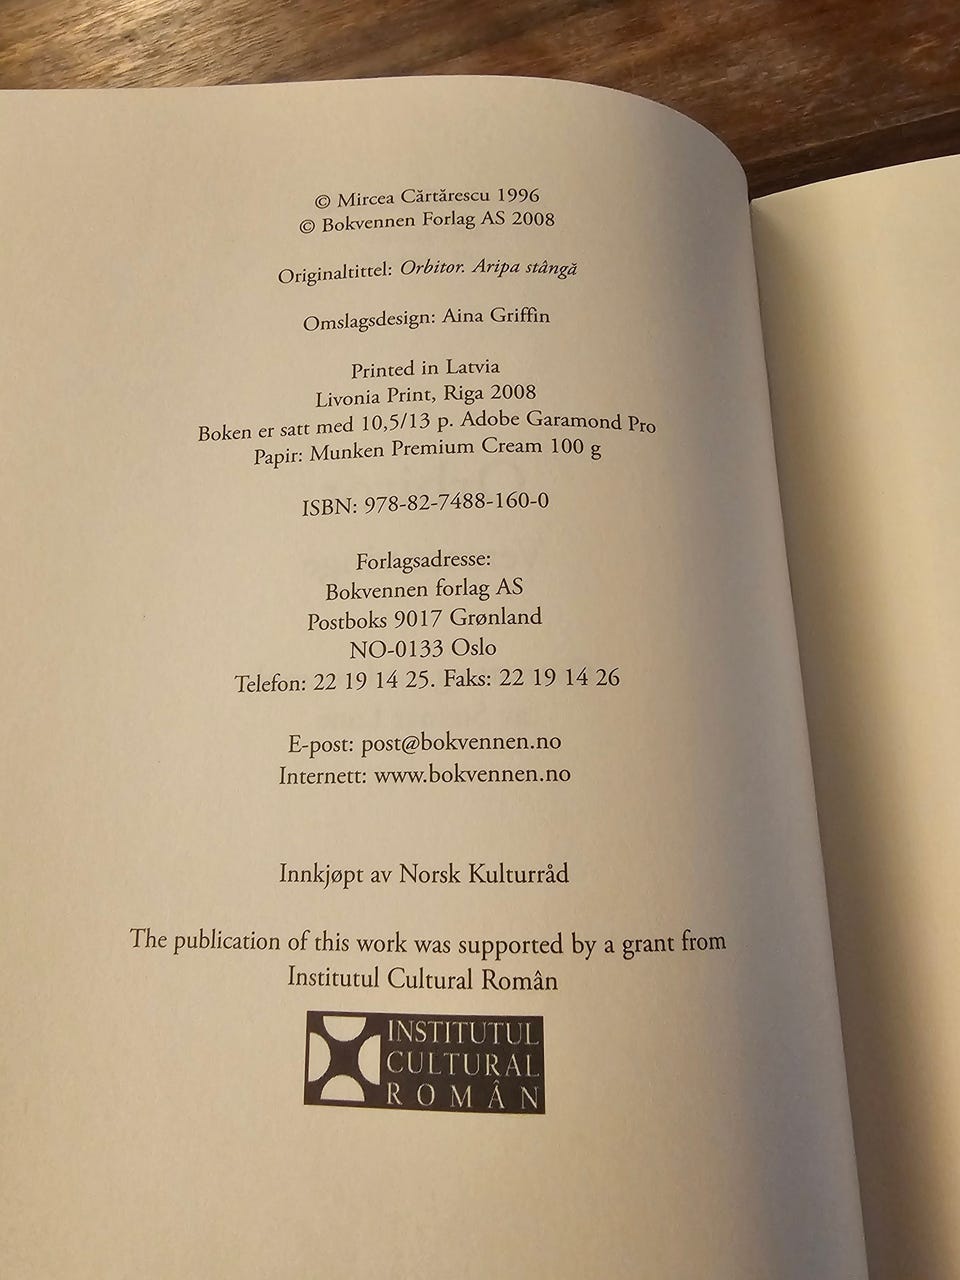 © Mircea Cărtărescu 1996
© Bokvennen Forlag AS 2008
Originaltittel: Orbitor. Aripa stângă
Omslagsdesign: Aina Griffin
Printed in Latvia
Livonia Print, Riga 2008
Boken er satt med 10,5/13 p. Adobe Garamond Pro
Papir: Munken Premium Cream 100 g
ISBN: 978-82-7488-160-0
Forlagsadresse:
Bokvennen forlag AS
Postboks 9017 Grønland
NO-0133 Oslo
Telefon: 22 19 14 25. Faks: 22 19 14 26
E-post: post@bokvennen.no
Internett: www.bokvennen.no
Innkjøpt av Norsk Kulturråd
The publication of this work was supported by a grant from
Institutul Cultural Român
INSTITUTUL
CULTURAL
ROMÂN